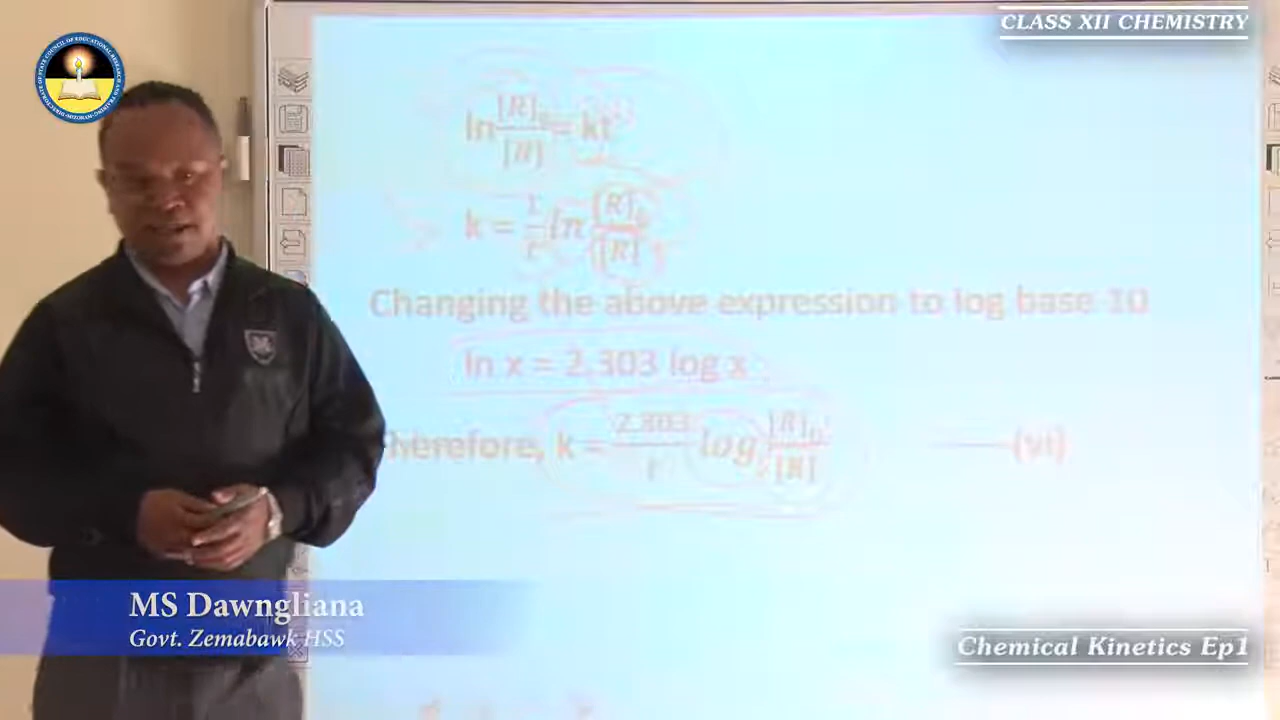 CLASS XII CHEMISTRY
ln [R]₀/[R] = kt
k = 1/t ln [R]₀/[R]
Changing the above expression to log base 10
ln x = 2.303 log x
herefore, k = 2.303/t log [R]₀/[R] ——(vi)
MS Dawngliana
Govt. Zemabawk HSS
Chemical Kinetics Ep1